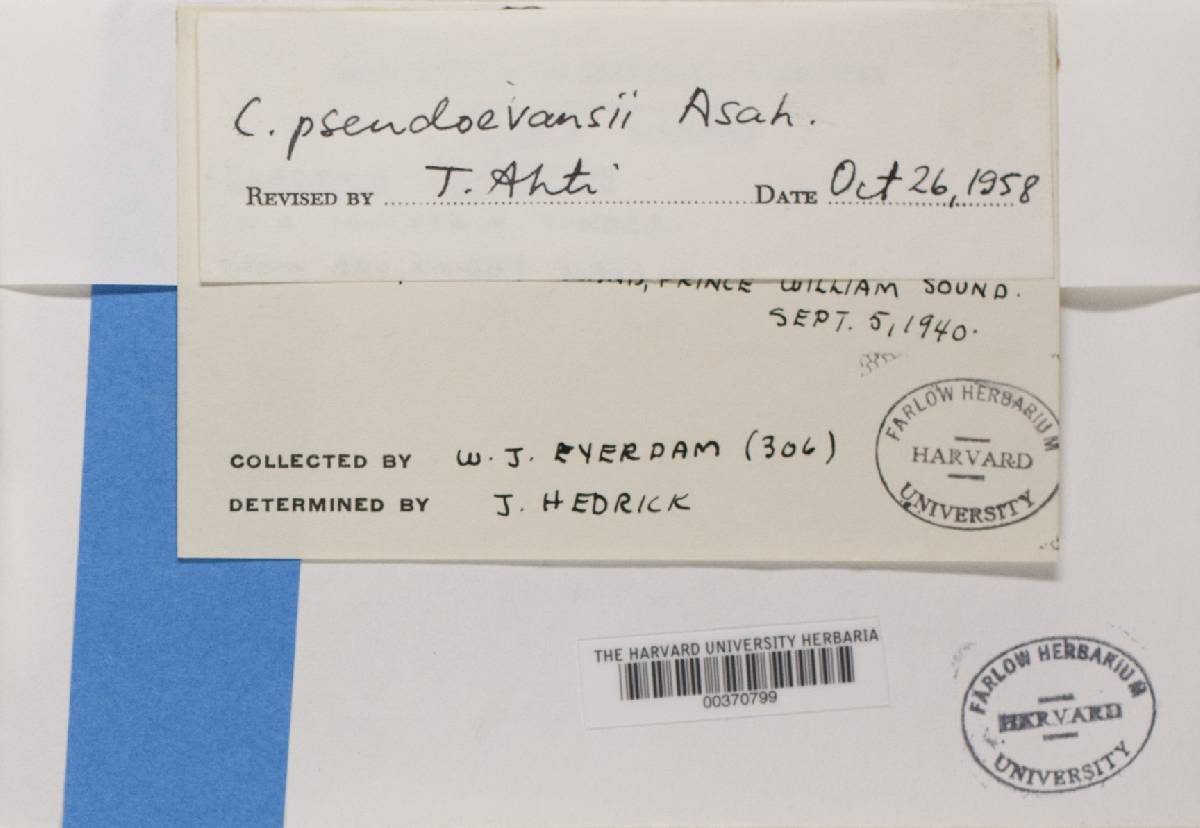 C. pseudoevansii Asah.
REVISED BY T. Ahti DATE Oct 26, 1958
PRINCE WILLIAM SOUND.
SEPT. 5, 1940.
COLLECTED BY W. J. EYERDAM (306)
DETERMINED BY J. HEDRICK
FARLOW HERBARIUM
HARVARD
UNIVERSITY
THE HARVARD UNIVERSITY HERBARIA
00370799
FARLOW HERBARIUM
HARVARD
UNIVERSITY